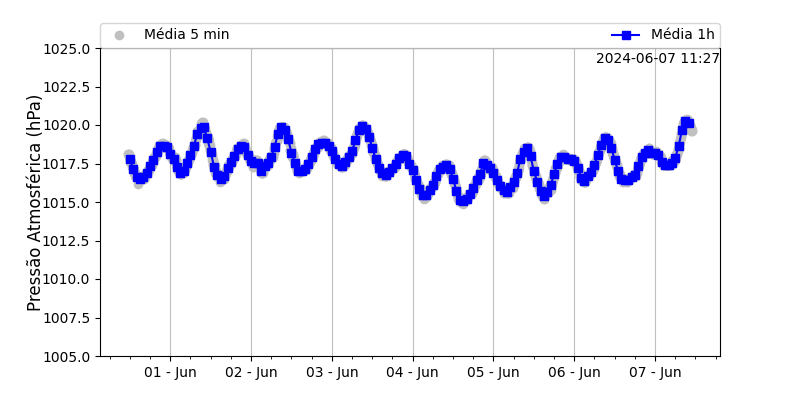 Média 5 min
Média 1h
2024-06-07 11:27
Pressão Atmosférica (hPa)
1025.0
1022.5
1020.0
1017.5
1015.0
1012.5
1010.0
1007.5
1005.0
01 - Jun
02 - Jun
03 - Jun
04 - Jun
05 - Jun
06 - Jun
07 - Jun